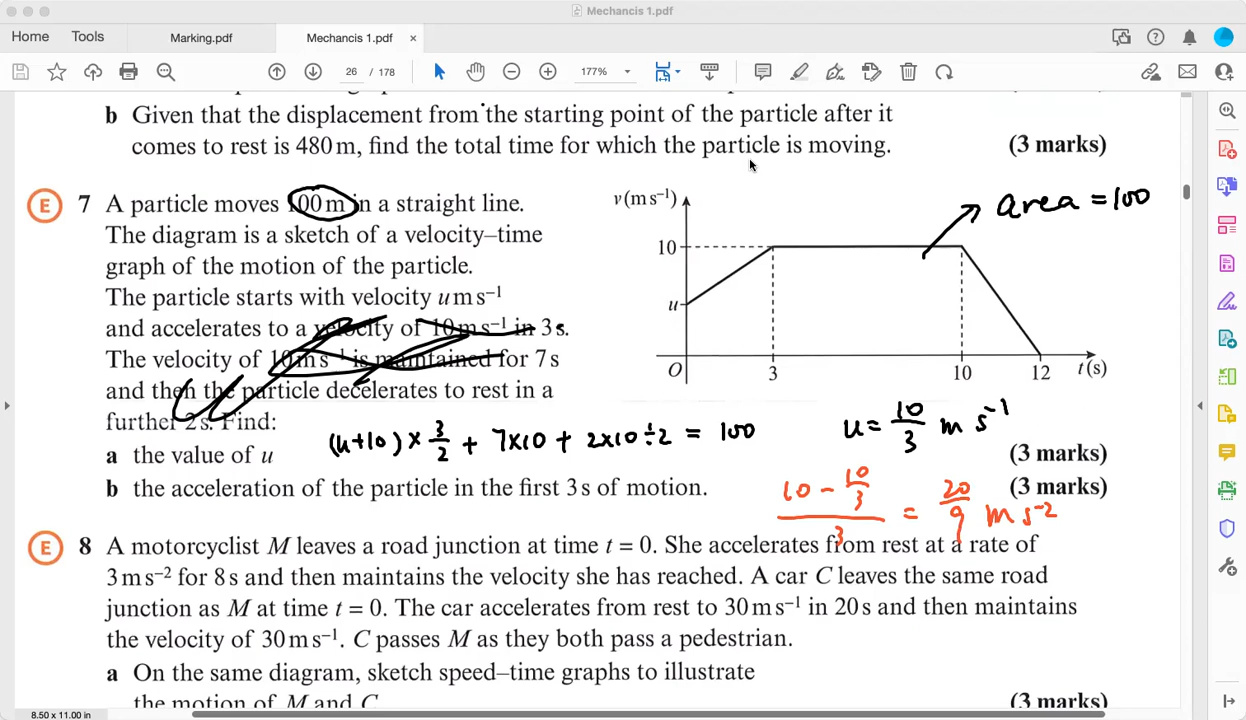 Mechancis 1.pdf
Home Tools Marking.pdf Mechancis 1.pdf ×
26 / 178 177%
b Given that the displacement from the starting point of the particle after it
comes to rest is 480 m, find the total time for which the particle is moving. (3 marks)
E 7 A particle moves 100 m in a straight line.
The diagram is a sketch of a velocity–time
graph of the motion of the particle.
The particle starts with velocity u m s⁻¹
and accelerates to a velocity of 10 m s⁻¹ in 3 s.
The velocity of 10 m s⁻¹ is maintained for 7 s
and then the particle decelerates to rest in a
further 2 s. Find:
v (m s⁻¹)
area = 100
10
u
O 3 10 12 t (s)
(u+10) × 3/2 + 7×10 + 2×10÷2 = 100
u = 10/3 m s⁻¹
a the value of u (3 marks)
b the acceleration of the particle in the first 3 s of motion. (3 marks)
(10 − 10/3)/3 = 20/9 m s⁻²
E 8 A motorcyclist M leaves a road junction at time t = 0. She accelerates from rest at a rate of
3 m s⁻² for 8 s and then maintains the velocity she has reached. A car C leaves the same road
junction as M at time t = 0. The car accelerates from rest to 30 m s⁻¹ in 20 s and then maintains
the velocity of 30 m s⁻¹. C passes M as they both pass a pedestrian.
a On the same diagram, sketch speed–time graphs to illustrate
the motion of M and C. (3 marks)
8.50 x 11.00 in